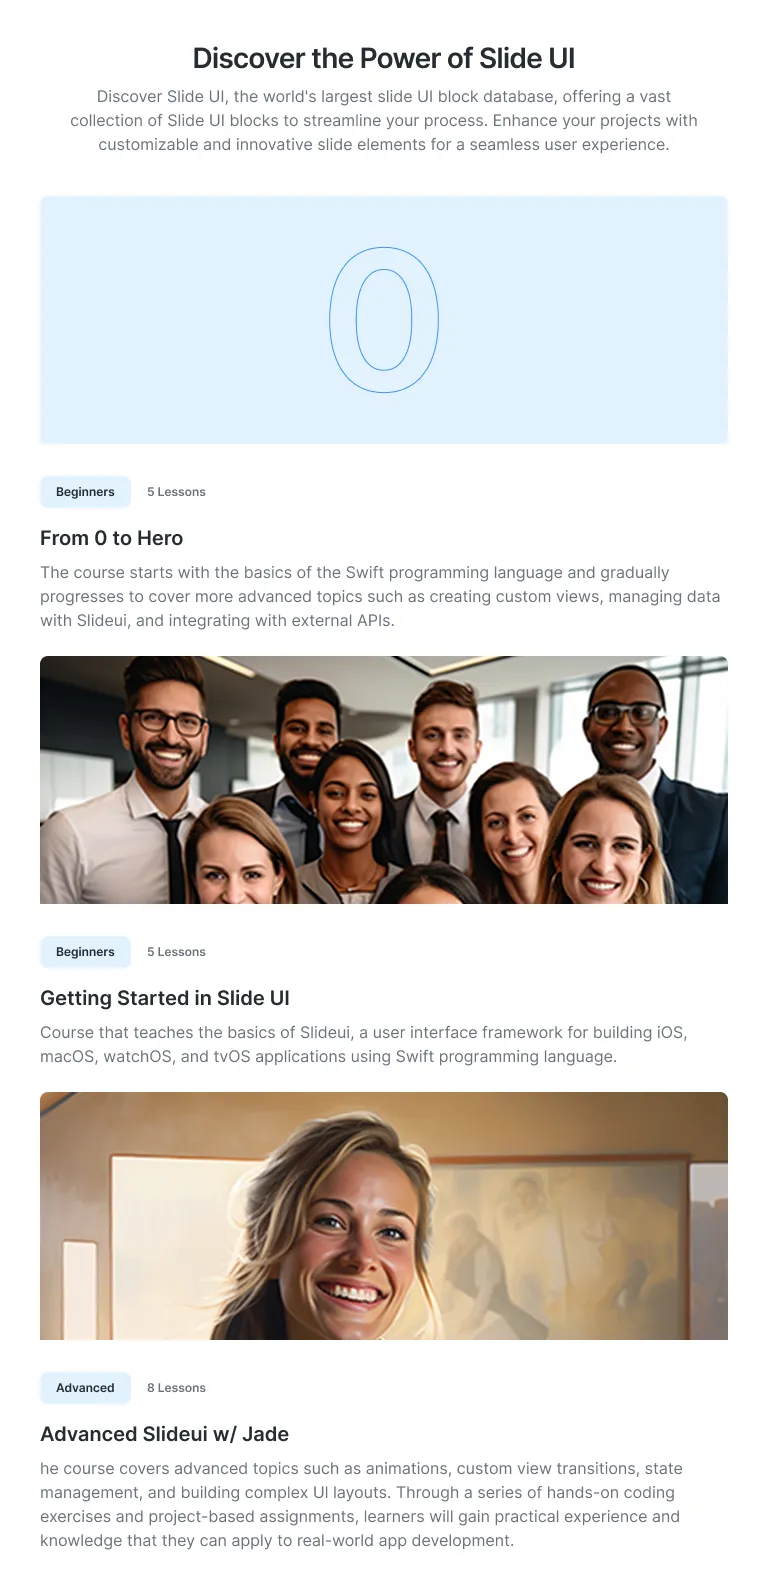 Discover the Power of Slide UI
Discover Slide UI, the world's largest slide UI block database, offering a vast
collection of Slide UI blocks to streamline your process. Enhance your projects with
customizable and innovative slide elements for a seamless user experience.
0
Beginners 5 Lessons
From 0 to Hero
The course starts with the basics of the Swift programming language and gradually
progresses to cover more advanced topics such as creating custom views, managing data
with Slideui, and integrating with external APIs.
Beginners 5 Lessons
Getting Started in Slide UI
Course that teaches the basics of Slideui, a user interface framework for building iOS,
macOS, watchOS, and tvOS applications using Swift programming language.
Advanced 8 Lessons
Advanced Slideui w/ Jade
he course covers advanced topics such as animations, custom view transitions, state
management, and building complex UI layouts. Through a series of hands-on coding
exercises and project-based assignments, learners will gain practical experience and
knowledge that they can apply to real-world app development.